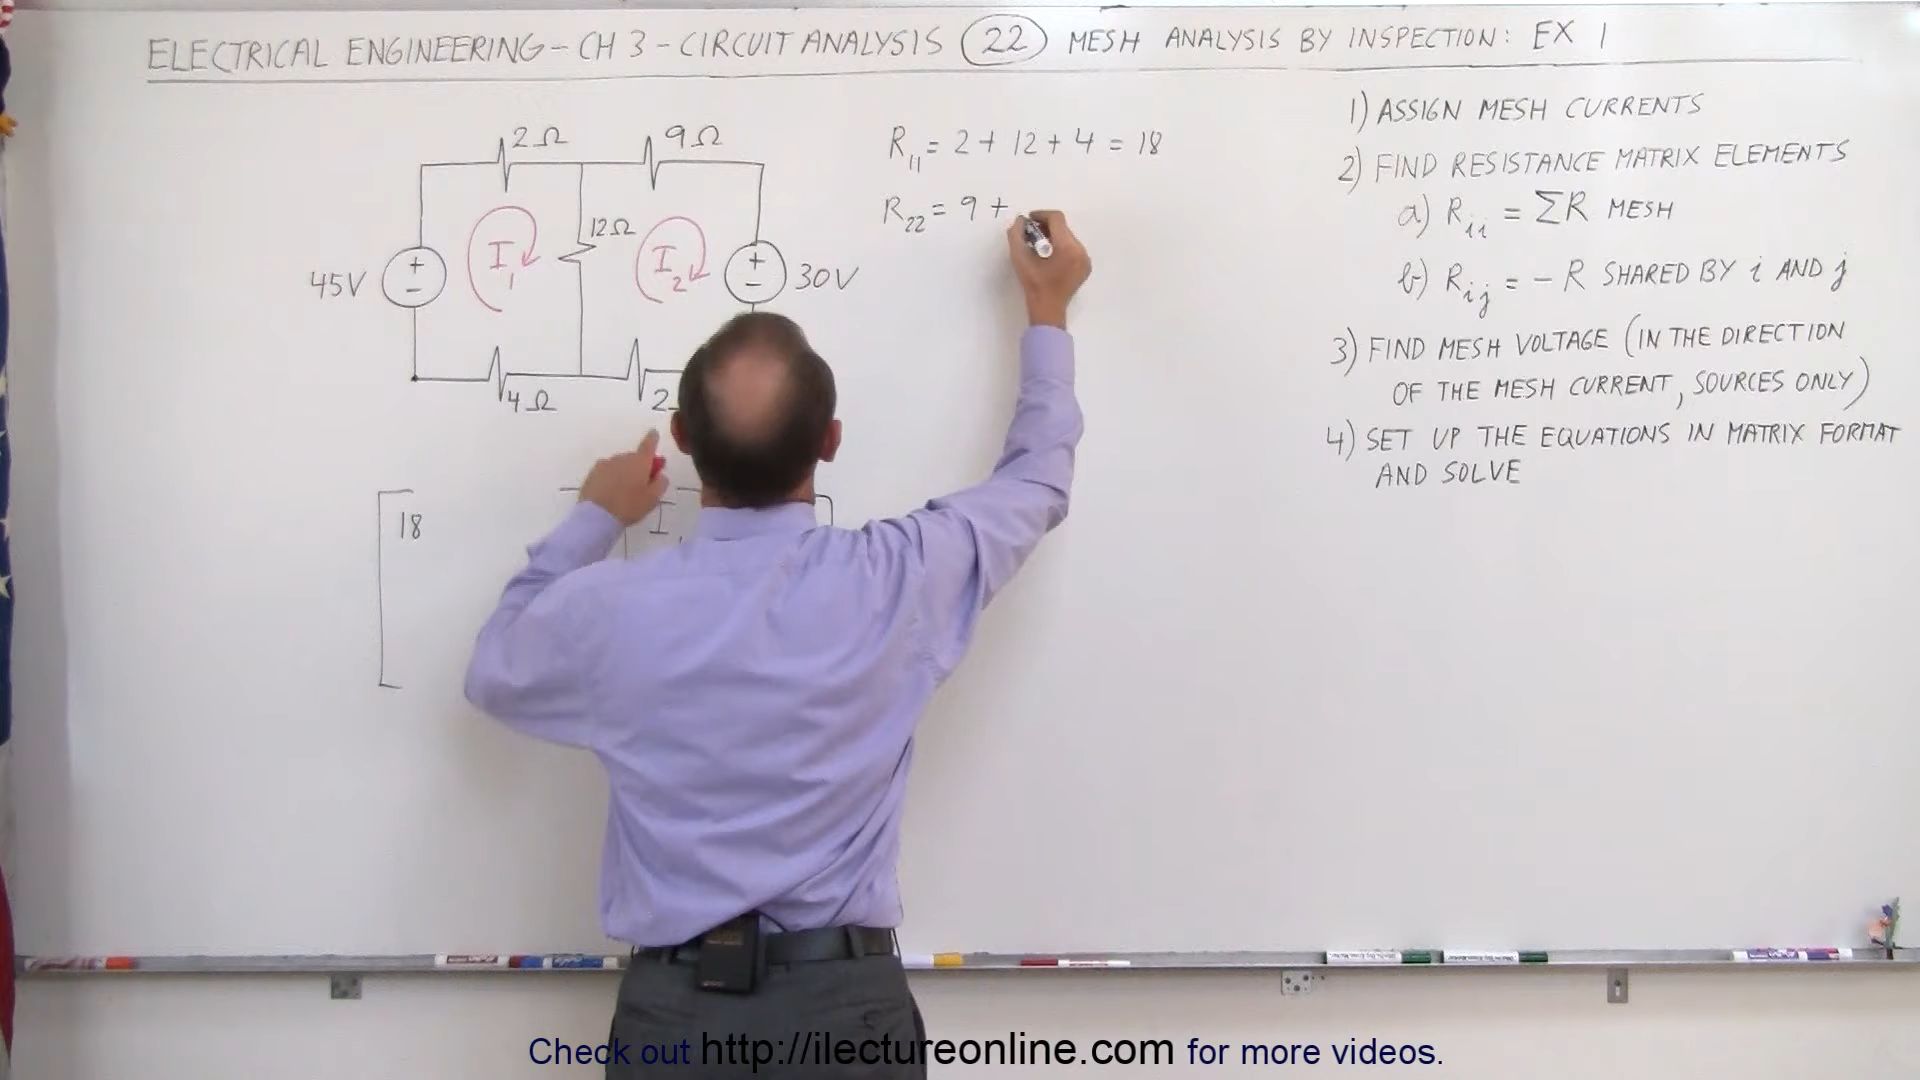 ELECTRICAL ENGINEERING - CH 3 - CIRCUIT ANALYSIS 22 MESH ANALYSIS BY INSPECTION: EX 1
2Ω 9Ω
12Ω
I₁ I₂
45V + − + − 30V
4Ω 2
18 I
R₁₁ = 2 + 12 + 4 = 18
R₂₂ = 9 +
1) ASSIGN MESH CURRENTS
2) FIND RESISTANCE MATRIX ELEMENTS
a) Rᵢᵢ = ΣR MESH
b) Rᵢⱼ = − R SHARED BY i AND j
3) FIND MESH VOLTAGE (IN THE DIRECTION
OF THE MESH CURRENT, SOURCES ONLY)
4) SET UP THE EQUATIONS IN MATRIX FORMAT
AND SOLVE
Check out http://ilectureonline.com for more videos.